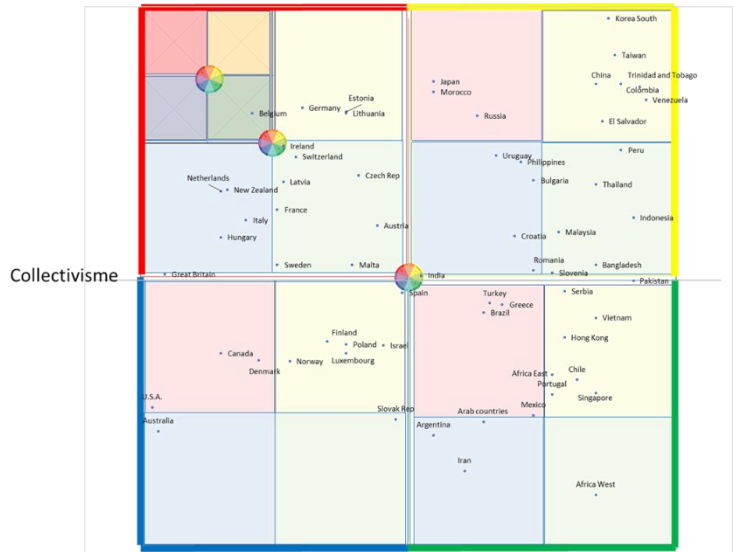 Korea South
Taiwan
China
Trinidad and Tobago
Japan
Colombia
Morocco
Estonia
Venezuela
Germany
Lithuania
Belgium
Russia
El Salvador
Ireland
Peru
Switzerland
Uruguay
Philippines
Netherlands
Czech Rep
Latvia
Bulgaria
Thailand
New Zealand
France
Italy
Indonesia
Austria
Hungary
Croatia
Malaysia
Romania
Sweden
Malta
Bangladesh
Collectivisme
Great Britain
India
Slovenia
Pakistan
Spain
Turkey
Serbia
Greece
Brazil
Vietnam
Finland
Hong Kong
Poland
Israel
Canada
Norway
Luxembourg
Denmark
Chile
Africa East
Portugal
U.S.A.
Singapore
Slovak Rep
Mexico
Arab countries
Australia
Argentina
Iran
Africa West